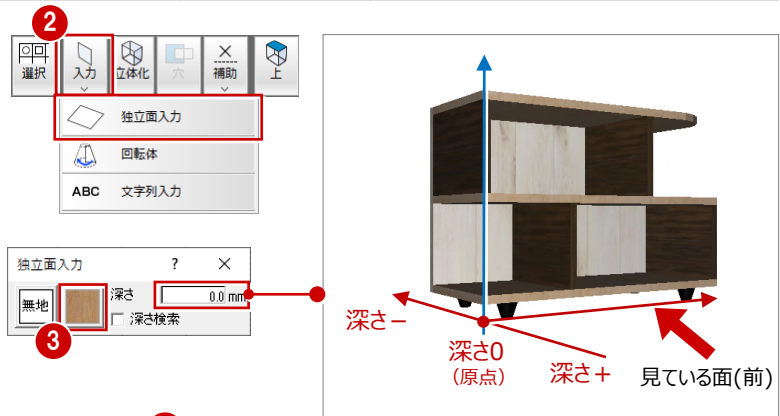 2
選択
入力
立体化
穴
補助
上
独立面入力
回転体
ABC 文字列入力
独立面入力 ? ×
無地
深さ 0.0 mm
深さ検索
3
深さ－
深さ0
（原点）
深さ＋
見ている面(前)